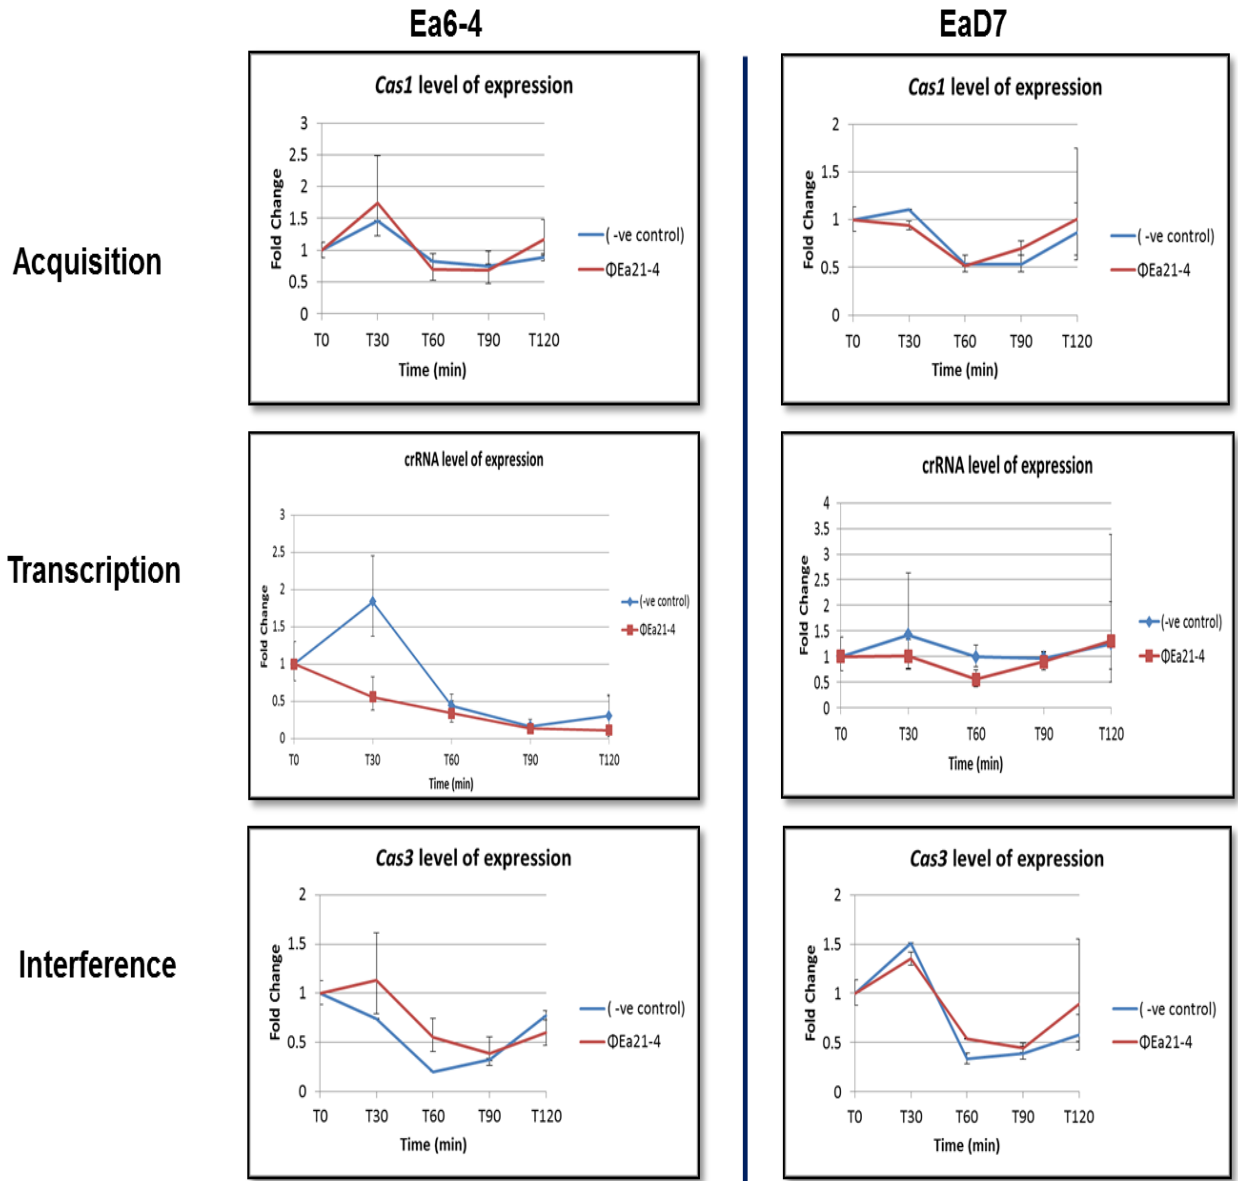 Ea6-4
EaD7
Acquisition
Cas1 level of expression
3
2.5
2
1.5
1
0.5
0
Fold Change
T0 T30 T60 T90 T120
Time (min)
( -ve control)
ΦEa21-4
Cas1 level of expression
2
1.5
1
0.5
0
Fold Change
T0 T30 T60 T90 T120
Time (min)
( -ve control)
ΦEa21-4
Transcription
crRNA level of expression
3
2.5
2
1.5
1
0.5
0
Fold Change
T0 T30 T60 T90 T120
Time (min)
(-ve control)
ΦEa21-4
crRNA level of expression
4
3.5
3
2.5
2
1.5
1
0.5
0
Fold Change
T0 T30 T60 T90 T120
Time (min)
(-ve control)
ΦEa21-4
Interference
Cas3 level of expression
2
1.5
1
0.5
0
Fold Change
T0 T30 T60 T90 T120
Time (min)
( -ve control)
ΦEa21-4
Cas3 level of expression
2
1.5
1
0.5
0
Fold Change
T0 T30 T60 T90 T120
Time (min)
( -ve control)
ΦEa21-4